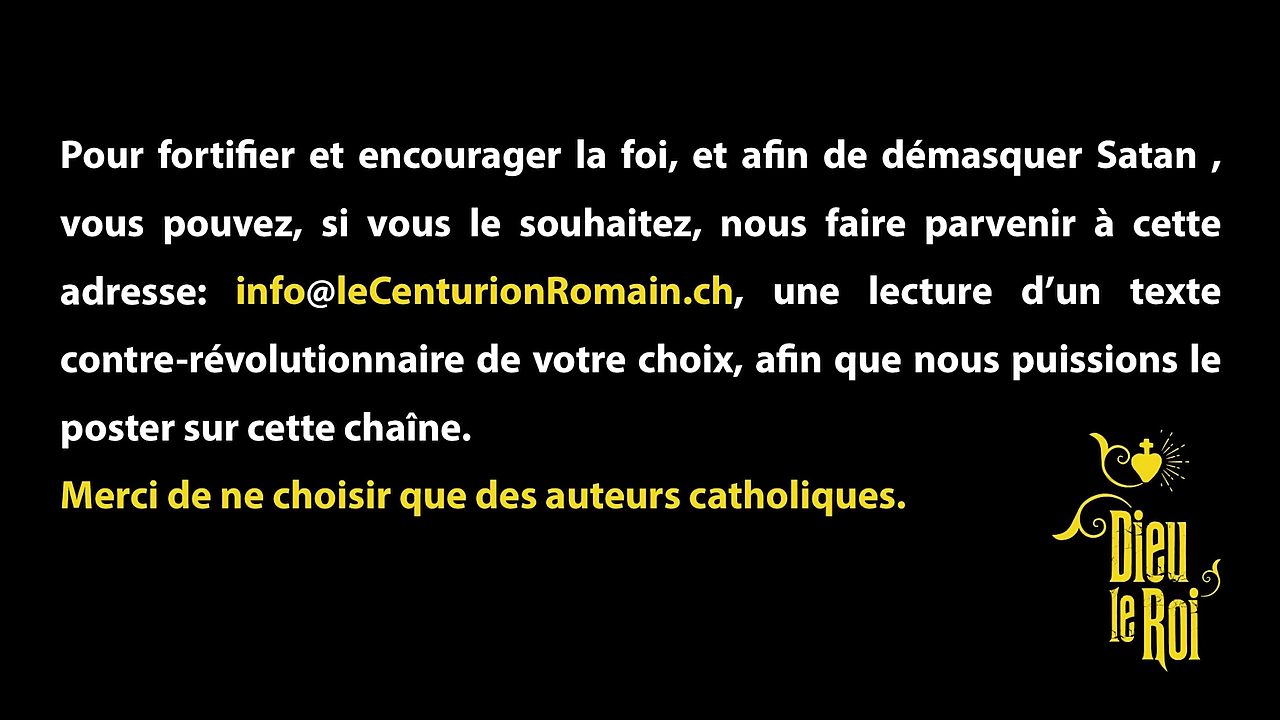 Pour fortifier et encourager la foi, et afin de démasquer Satan ,
vous pouvez, si vous le souhaitez, nous faire parvenir à cette
adresse: info@leCenturionRomain.ch, une lecture d’un texte
contre-révolutionnaire de votre choix, afin que nous puissions le
poster sur cette chaîne.
Merci de ne choisir que des auteurs catholiques.
Dieu
le Roi